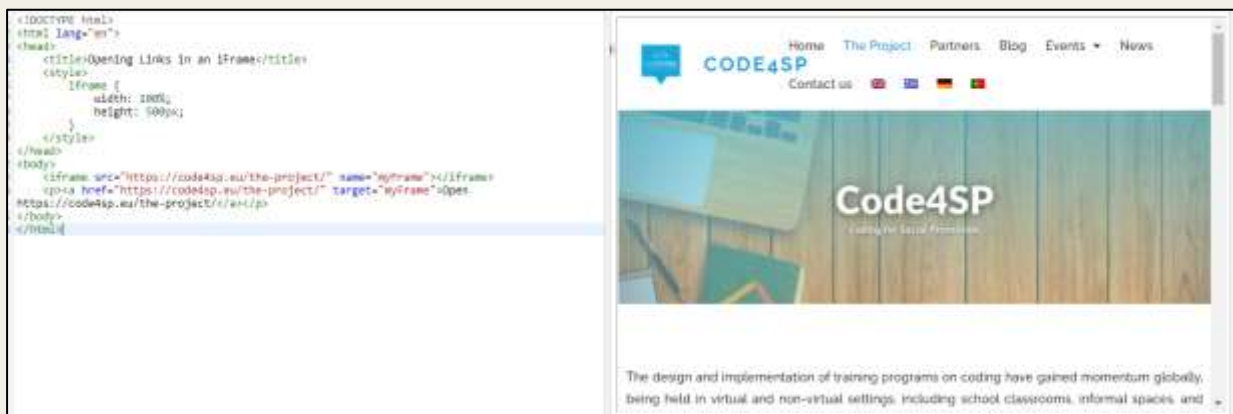 <!DOCTYPE html>
<html lang="en">
<head>
<title>Opening Links in an iFrame</title>
<style>
iframe {
width: 100%;
height: 500px;
}
</style>
</head>
<body>
<iframe src="https://code4sp.eu/the-project/" name="myFrame"></iframe>
<p><a href="https://code4sp.eu/the-project/" target="myFrame">Open
https://code4sp.eu/the-project/</a></p>
</body>
</html>
Home The Project Partners Blog Events News
CODE4SP
Contact us
Code4SP
Coding for Social Promotion
The design and implementation of training programs on coding have gained momentum globally,
being held in virtual and non-virtual settings, including school classrooms, informal spaces, and